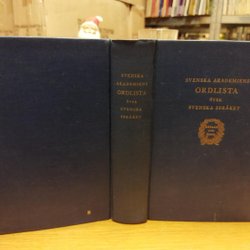 SVENSKA
AKADEMIENS
ORDLISTA
ÖVER
SVENSKA
SPRÅKET
SVENSKA AKADEMIENS
ORDLISTA
ÖVER
SVENSKA SPRÅKET